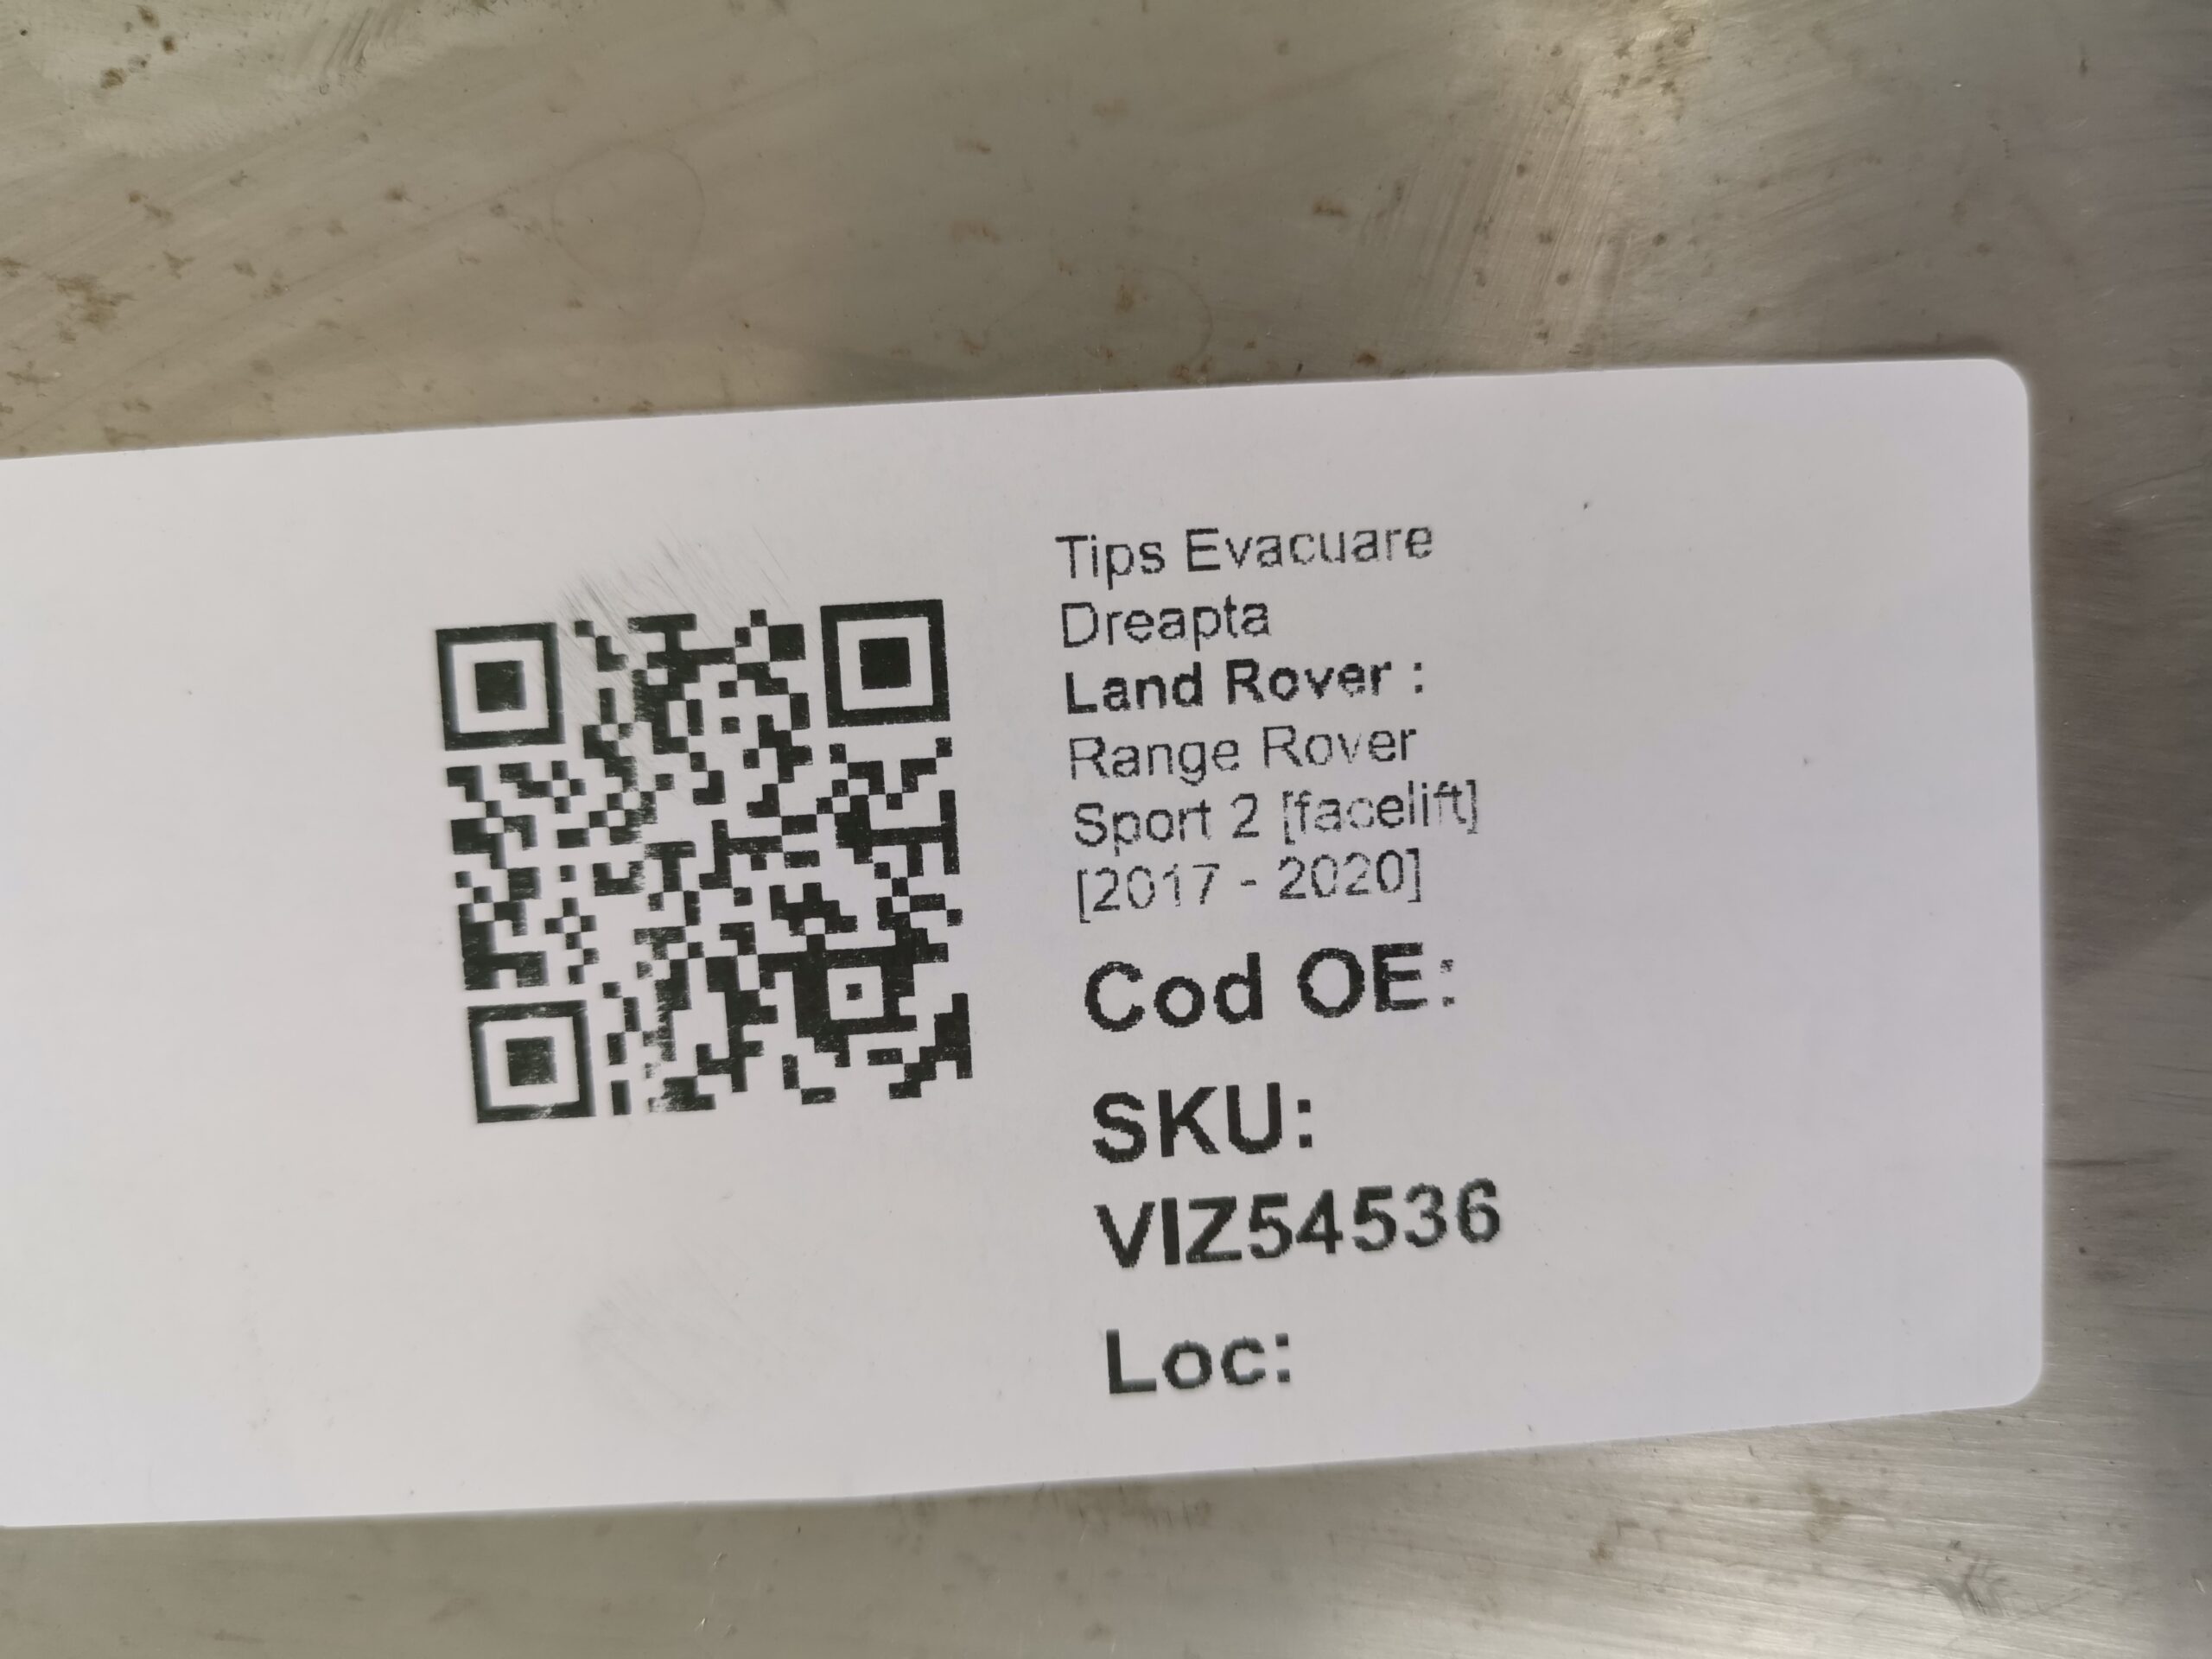 Tips Evacuare
Dreapta
Land Rover :
Range Rover
Sport 2 [facelift]
[2017 - 2020]
Cod OE:
SKU:
VIZ54536
Loc: